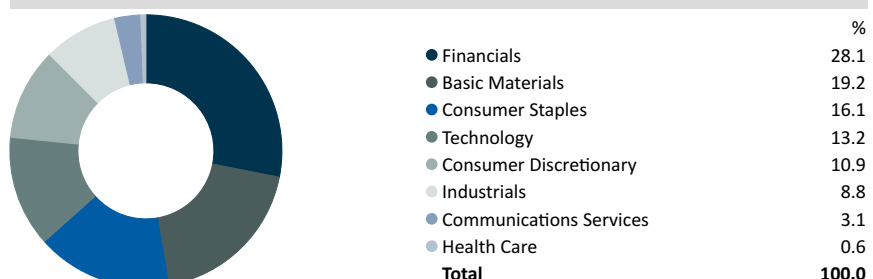 %
Financials 28.1
Basic Materials 19.2
Consumer Staples 16.1
Technology 13.2
Consumer Discretionary 10.9
Industrials 8.8
Communications Services 3.1
Health Care 0.6
Total 100.0